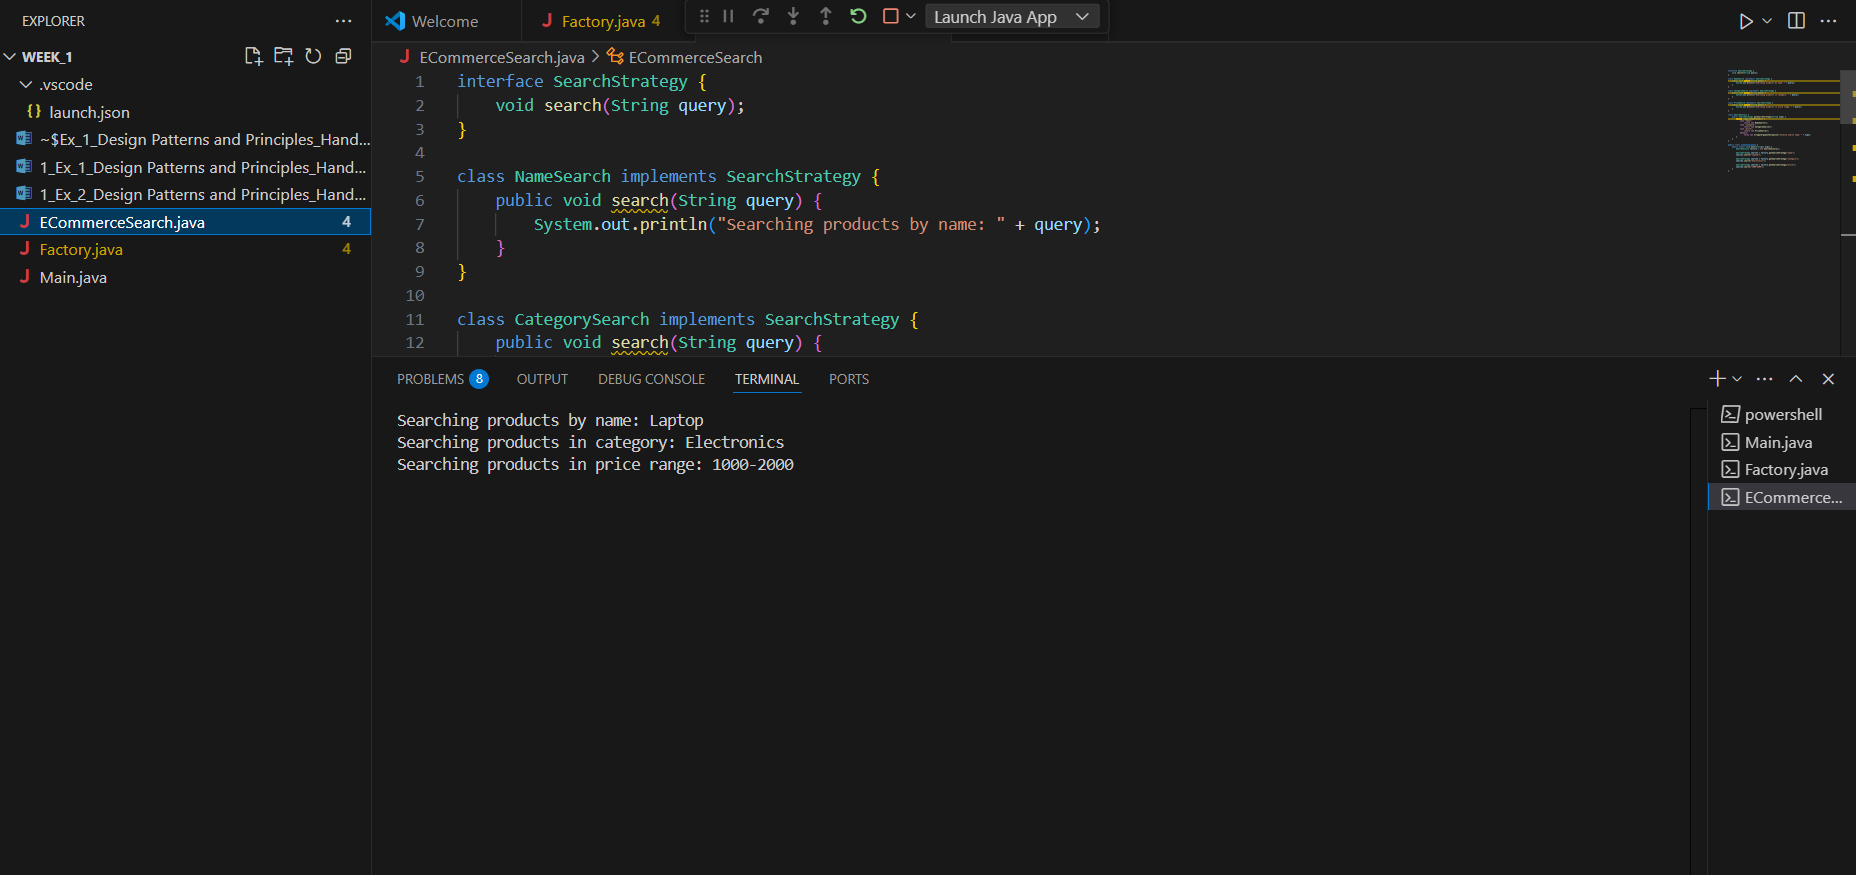 EXPLORER
WEEK_1
.vscode
{} launch.json
~$Ex_1_Design Patterns and Principles_Hand...
1_Ex_1_Design Patterns and Principles_Hand...
1_Ex_2_Design Patterns and Principles_Hand...
J ECommerceSearch.java 4
J Factory.java 4
J Main.java
Welcome
J Factory.java 4
Launch Java App
J ECommerceSearch.java > ECommerceSearch
1 interface SearchStrategy {
2 void search(String query);
3 }
4
5 class NameSearch implements SearchStrategy {
6 public void search(String query) {
7 System.out.println("Searching products by name: " + query);
8 }
9 }
10
11 class CategorySearch implements SearchStrategy {
12 public void search(String query) {
PROBLEMS 8 OUTPUT DEBUG CONSOLE TERMINAL PORTS
Searching products by name: Laptop
Searching products in category: Electronics
Searching products in price range: 1000-2000
powershell
Main.java
Factory.java
ECommerce...